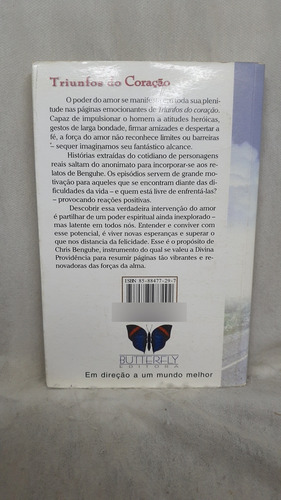 Triunfos do Coração
O poder do amor se manifesta em toda sua pleni-
tude nas páginas emocionantes de Triunfos do coração.
Capaz de impulsionar o homem a atitudes heróicas,
gestos de larga bondade, firmar amizades e despertar a
fé, a força do amor não reconhece limites ou barreiras
- sequer imaginamos seu fantástico alcance.
Histórias extraídas do cotidiano de personagens
reais saltam do anonimato para incorporar-se aos re-
latos de Benguhe. Os episódios servem de grande mo-
tivação para aqueles que se encontram diante das di-
ficuldades da vida – e quem está livre de enfrentá-las?
– provocando reações positivas.
Descobrir essa verdadeira intervenção do amor
é partilhar de um poder espiritual ainda inexplorado –
mas latente em todo nós. Entender e conviver com
esse potencial, é viver novas esperanças e superar o
que nos distancia da felicidade. Esse é o propósito de
Chris Benguhe, instrumento do qual se valeu a Divina
Providência para resumir páginas tão vibrantes e re-
novadoras das forças da alma.
ISBN 85-88477-29-7
BUTTERFLY
EDITORA
Em direção a um mundo melhor